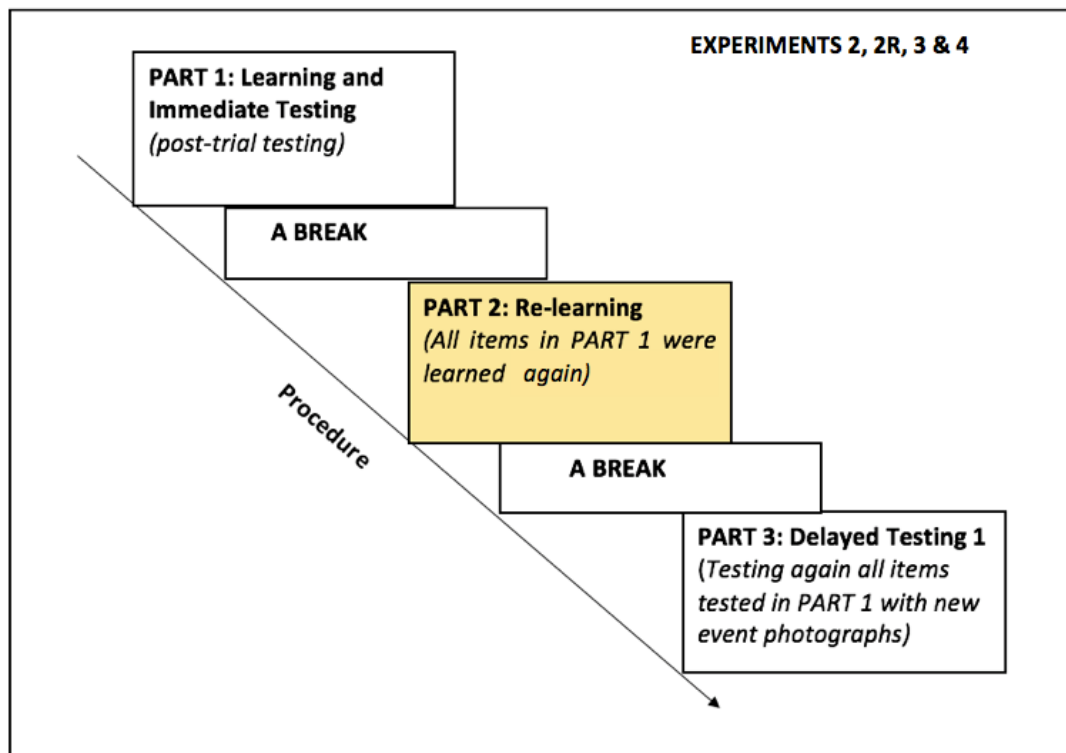 EXPERIMENTS 2, 2R, 3 & 4
PART 1: Learning and
Immediate Testing
(post-trial testing)
A BREAK
PART 2: Re-learning
(All items in PART 1 were
learned again)
Procedure
A BREAK
PART 3: Delayed Testing 1
(Testing again all items
tested in PART 1 with new
event photographs)